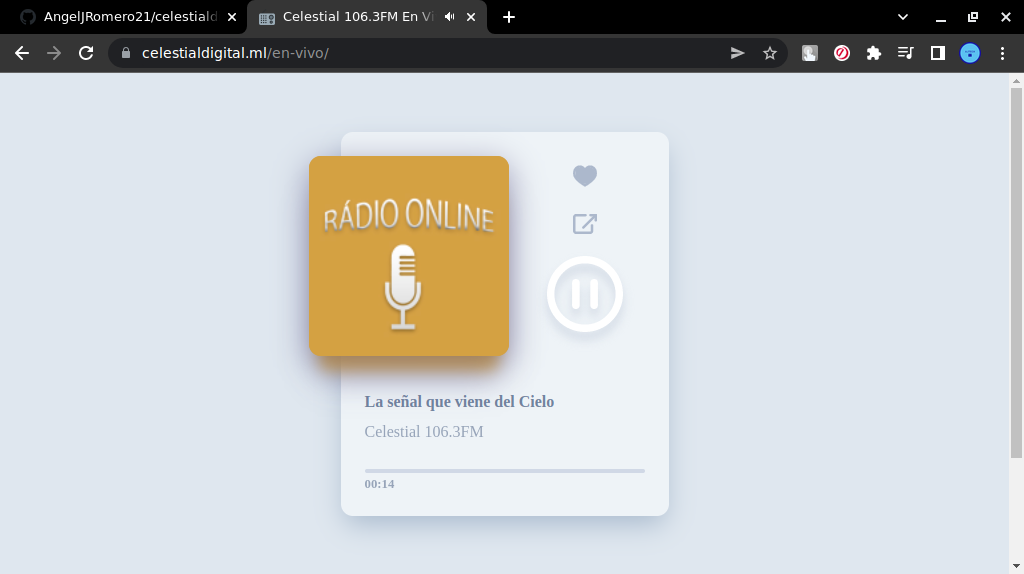 AngelJRomero21/celestiald
Celestial 106.3FM En Vi
celestialdigital.ml/en-vivo/
RÁDIO ONLINE
La señal que viene del Cielo
Celestial 106.3FM
00:14